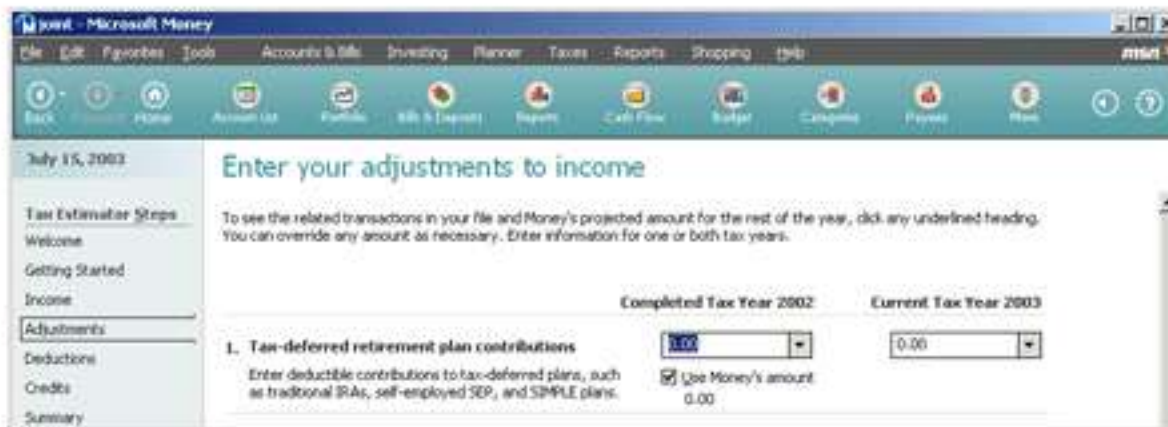 joint - Microsoft Money
File Edit Favorites Tools Accounts & Bills Investing Planner Taxes Reports Shopping Help msn
Back Forward Home Account List Portfolio Bills & Deposits Reports Cash Flow Budget Categories Payees More
July 15, 2003
Enter your adjustments to income
Tax Estimator Steps
To see the related transactions in your file and Money's projected amount for the rest of the year, click any underlined heading.
You can override any amount as necessary. Enter information for one or both tax years.
Welcome
Getting Started
Income
Adjustments
Deductions
Credits
Summary
Completed Tax Year 2002 Current Tax Year 2003
1. Tax-deferred retirement plan contributions 0.00 0.00
Enter deductible contributions to tax-deferred plans, such
as traditional IRAs, self-employed SEP, and SIMPLE plans.
Use Money's amount
0.00